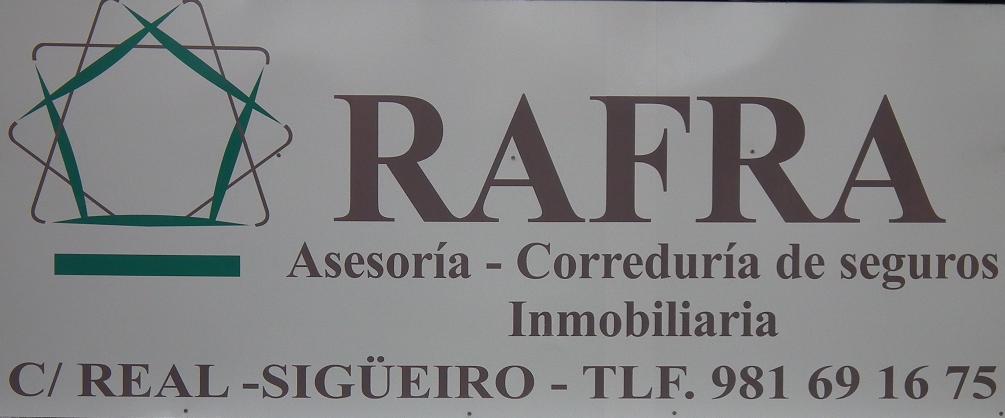 RAFRA
Asesoría - Correduría de seguros
Inmobiliaria
C/ REAL -SIGÜEIRO - TLF. 981 69 16 75